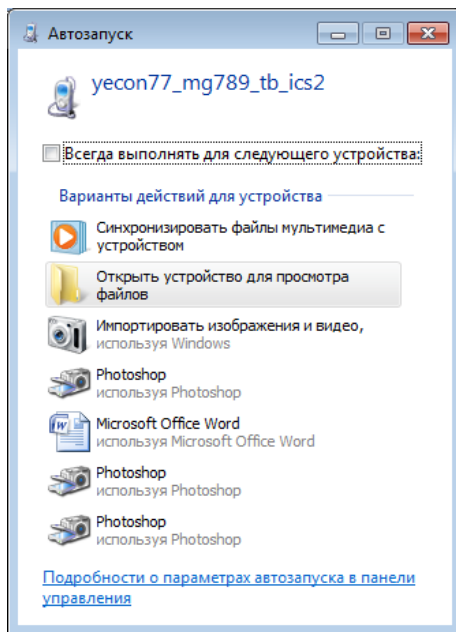 Автозапуск
yecon77_mg789_tb_ics2
Всегда выполнять для следующего устройства:
Варианты действий для устройства
Синхронизировать файлы мультимедиа с
устройством
Открыть устройство для просмотра
файлов
Импортировать изображения и видео,
используя Windows
Photoshop
используя Photoshop
Microsoft Office Word
используя Microsoft Office Word
Photoshop
используя Photoshop
Photoshop
используя Photoshop
Подробности о параметрах автозапуска в панели
управления